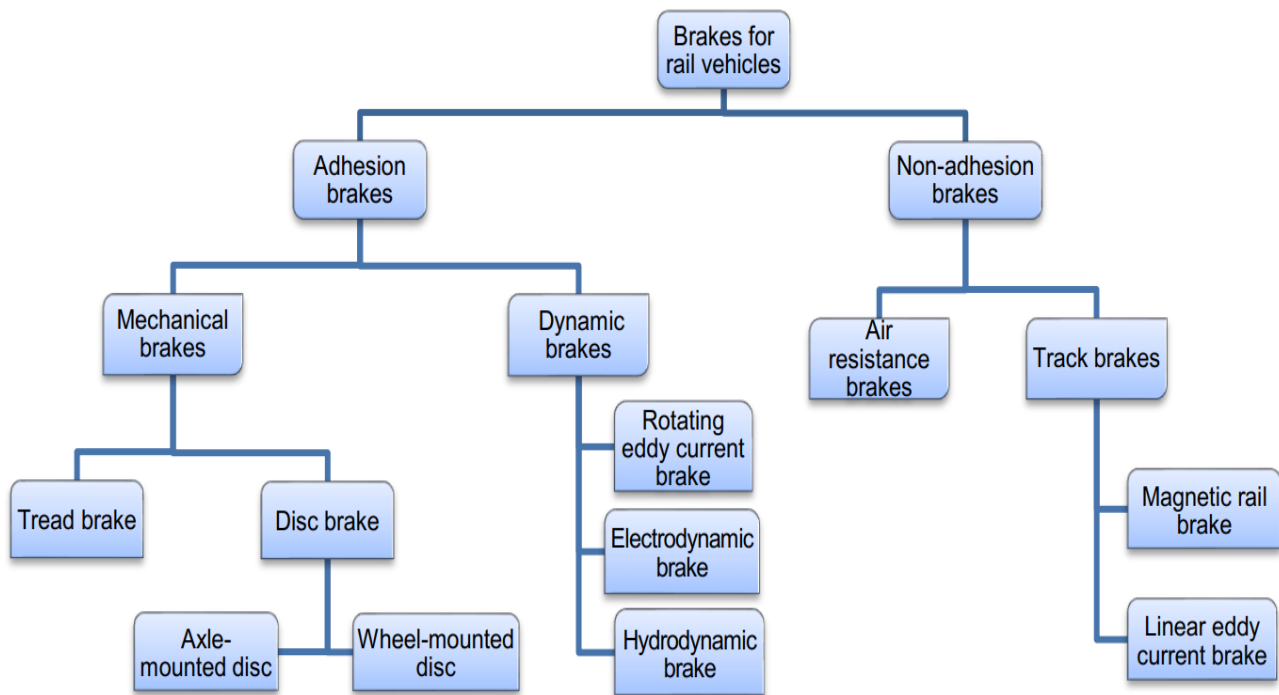 Brakes for
rail vehicles
Adhesion
brakes
Non-adhesion
brakes
Mechanical
brakes
Dynamic
brakes
Air
resistance
brakes
Track brakes
Rotating
eddy current
brake
Tread brake
Disc brake
Magnetic rail
brake
Electrodynamic
brake
Axle-
mounted disc
Wheel-mounted
disc
Hydrodynamic
brake
Linear eddy
current brake